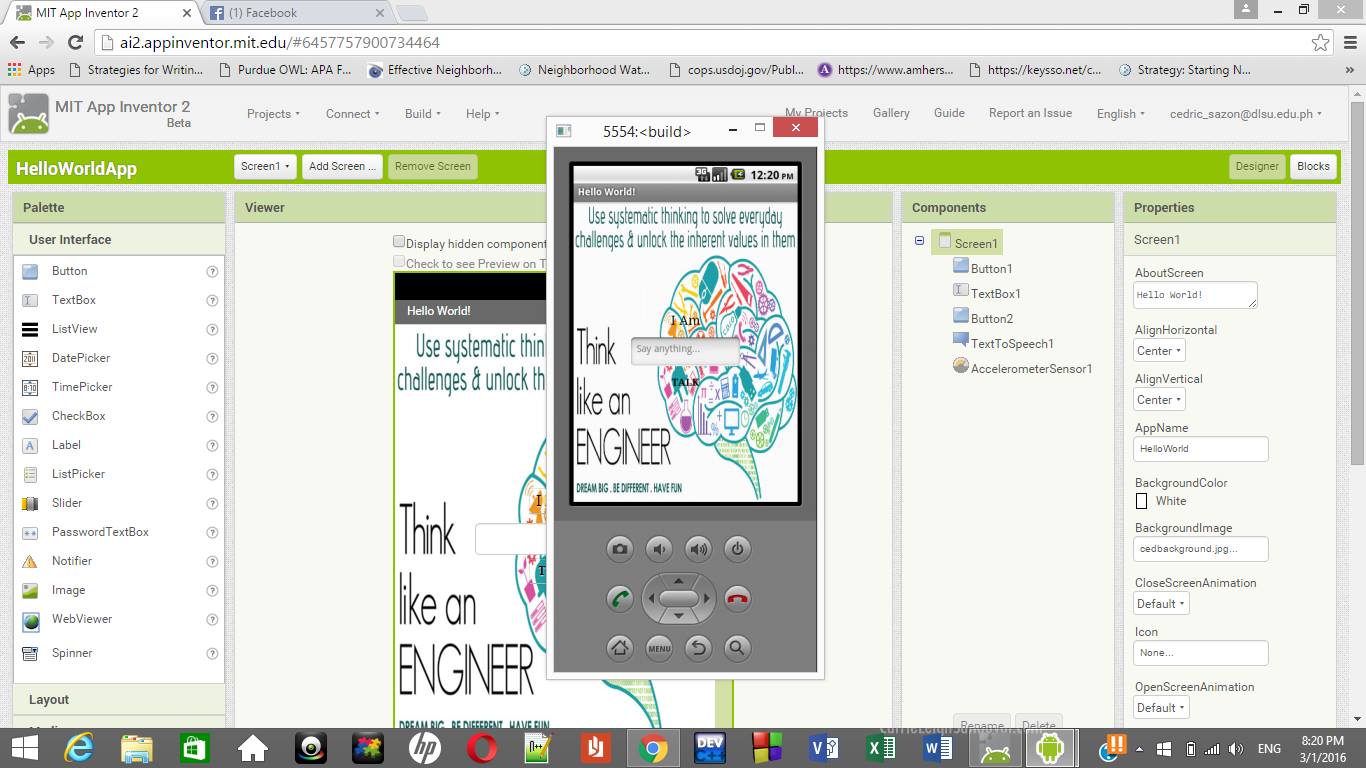 MIT App Inventor 2
(1) Facebook
ai2.appinventor.mit.edu/#6457757900734464
Apps Strategies for Writin... Purdue OWL: APA F... Effective Neighborh... Neighborhood Wat... cops.usdoj.gov/Publ... https://www.amhers... https://keysso.net/c... Strategy: Starting N... »
MIT App Inventor 2
Beta
Projects Connect Build Help My Projects Gallery Guide Report an Issue English cedric_sazon@dlsu.edu.ph
HelloWorldApp Screen1 Add Screen ... Remove Screen Designer Blocks
Palette
User Interface
Button ?
TextBox ?
ListView ?
DatePicker ?
TimePicker ?
CheckBox ?
Label ?
ListPicker ?
Slider ?
PasswordTextBox ?
Notifier ?
Image ?
WebViewer ?
Spinner ?
Layout
Viewer
Display hidden component
Check to see Preview on T
Hello World!
Use systematic thin
challenges & unlock the
Think
like an
ENGINEER
DREAM BIG . BE DIFFERENT . HAVE FUN
5554:<build>
3G
12:20 PM
Hello World!
Use systematic thinking to solve everyday
challenges & unlock the inherent values in them
I Am
Think
Say anything...
like an
TALK
ENGINEER
DREAM BIG . BE DIFFERENT . HAVE FUN
MENU
Components
Screen1
Button1
TextBox1
Button2
TextToSpeech1
AccelerometerSensor1
Rename Delete
Properties
Screen1
AboutScreen
Hello World!
AlignHorizontal
Center
AlignVertical
Center
AppName
HelloWorld
BackgroundColor
White
BackgroundImage
cedbackground.jpg...
CloseScreenAnimation
Default
Icon
None...
OpenScreenAnimation
Default
hp
DEV
C++
ENG
8:20 PM
3/1/2016